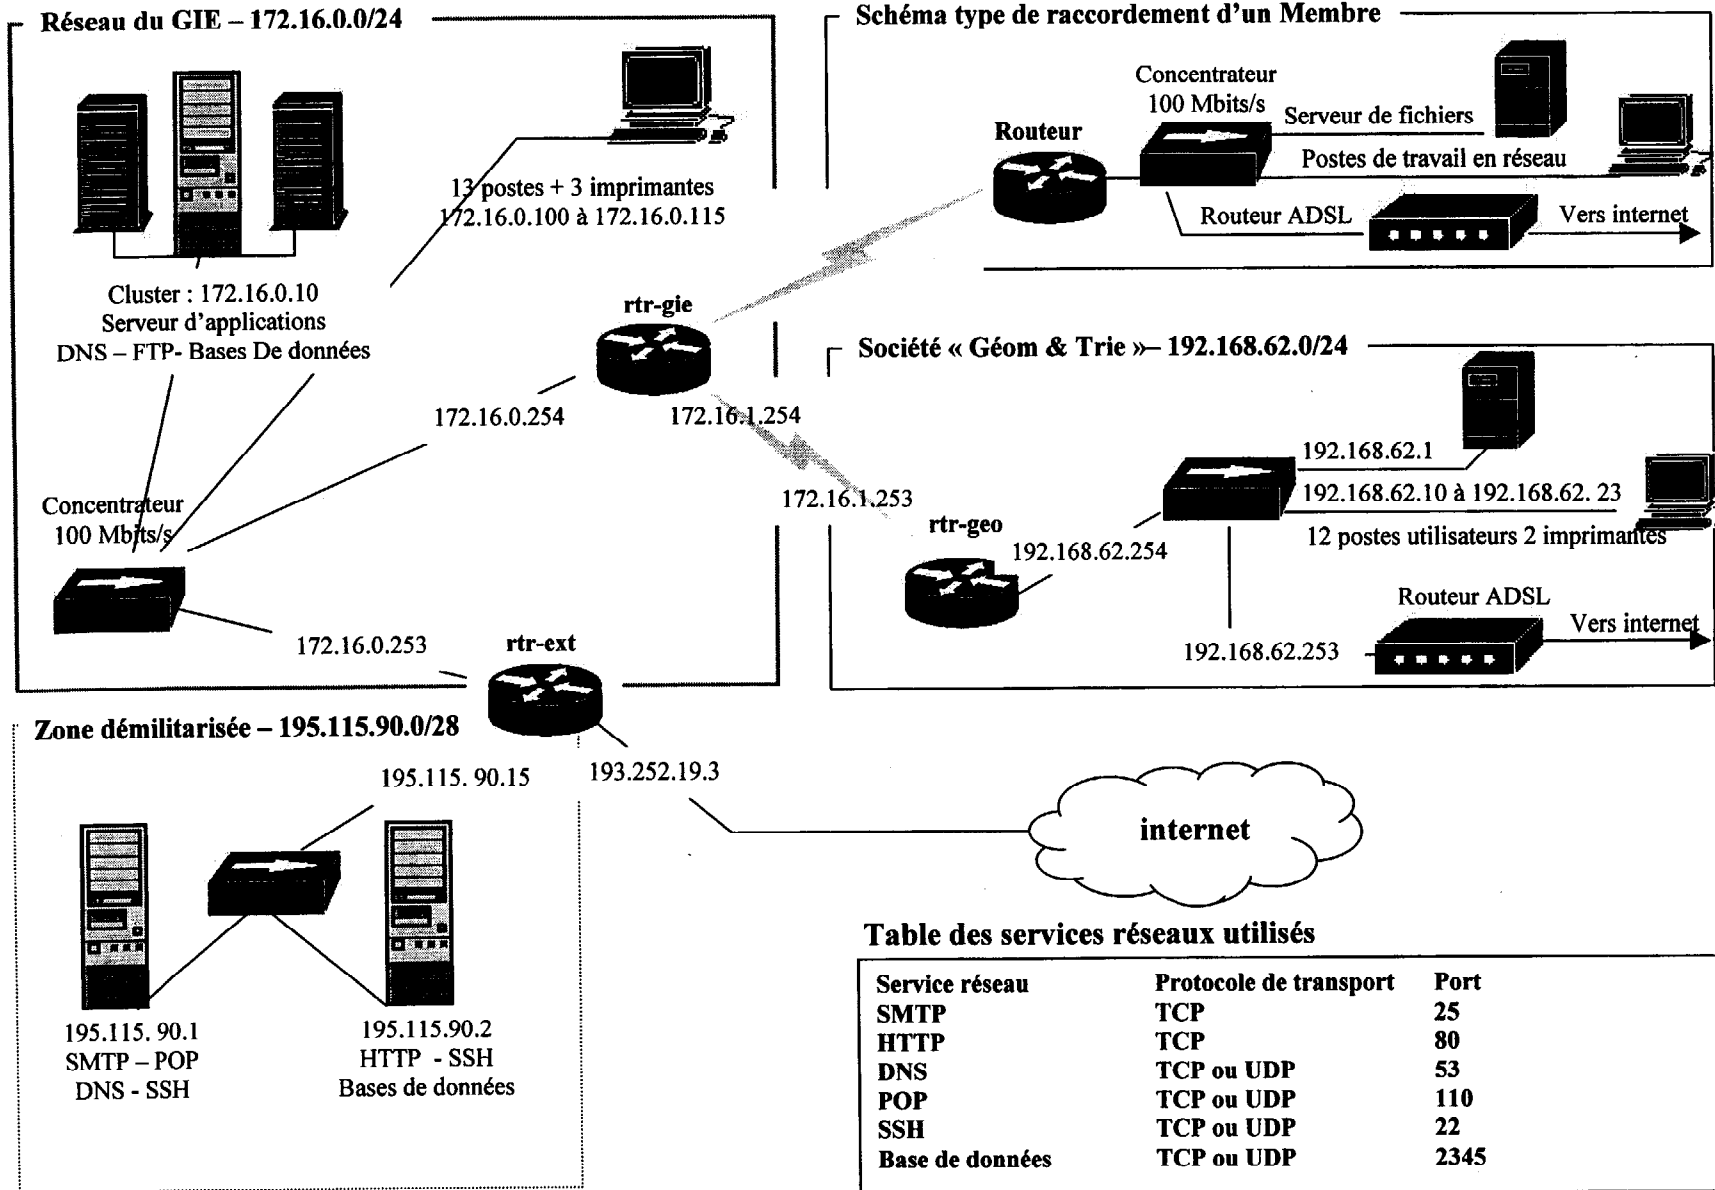 Réseau du GIE – 172.16.0.0/24
13 postes + 3 imprimantes
172.16.0.100 à 172.16.0.115
Cluster : 172.16.0.10
Serveur d'applications
DNS – FTP- Bases De données
rtr-gie
172.16.0.254
172.16.1.254
Concentrateur
100 Mbits/s
172.16.0.253
rtr-ext
Schéma type de raccordement d'un Membre
Concentrateur
100 Mbits/s
Serveur de fichiers
Routeur
Postes de travail en réseau
Routeur ADSL
Vers internet
Société « Géom & Trie »– 192.168.62.0/24
192.168.62.1
172.16.1.253
192.168.62.10 à 192.168.62. 23
rtr-geo
192.168.62.254
12 postes utilisateurs 2 imprimantes
Routeur ADSL
Vers internet
192.168.62.253
Zone démilitarisée – 195.115.90.0/28
195.115. 90.15
193.252.19.3
internet
195.115. 90.1
SMTP – POP
DNS - SSH
195.115.90.2
HTTP - SSH
Bases de données
Table des services réseaux utilisés
Service réseau Protocole de transport Port
SMTP TCP 25
HTTP TCP 80
DNS TCP ou UDP 53
POP TCP ou UDP 110
SSH TCP ou UDP 22
Base de données TCP ou UDP 2345